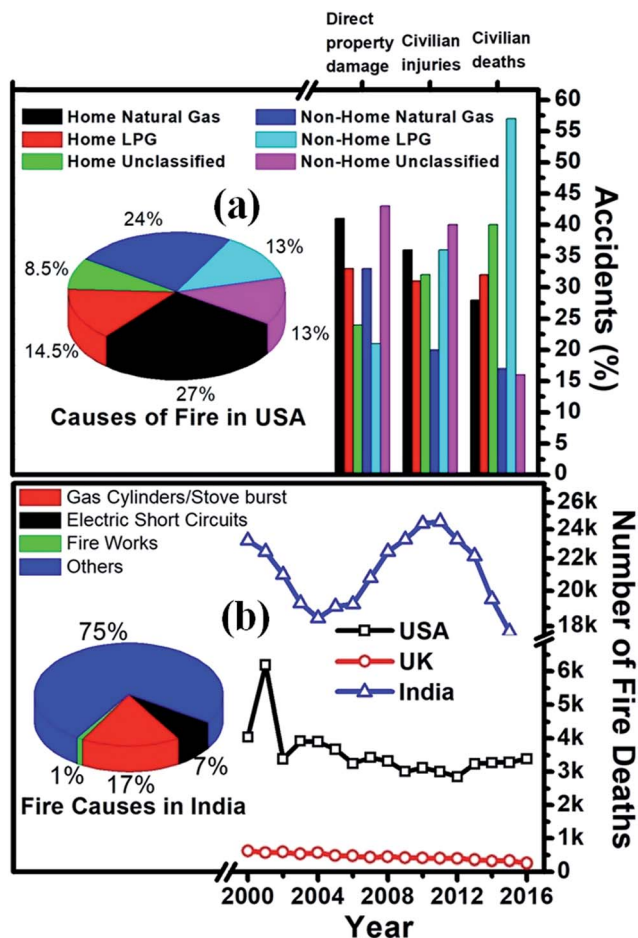 Direct property damage
Civilian injuries
Civilian deaths
Home Natural Gas
Non-Home Natural Gas
Home LPG
Non-Home LPG
Home Unclassified
Non-Home Unclassified
(a)
24%
13%
8.5%
13%
14.5%
27%
Causes of Fire in USA
60
55
50
45
40
35
30
25
20
15
10
5
0
Accidents (%)
Gas Cylinders/Stove burst
Electric Short Circuits
Fire Works
Others
(b)
75%
7%
1%
17%
Fire Causes in India
USA
UK
India
26k
24k
22k
20k
18k
6k
5k
4k
3k
2k
1k
0
Number of Fire Deaths
2000
2004
2008
2012
2016
Year